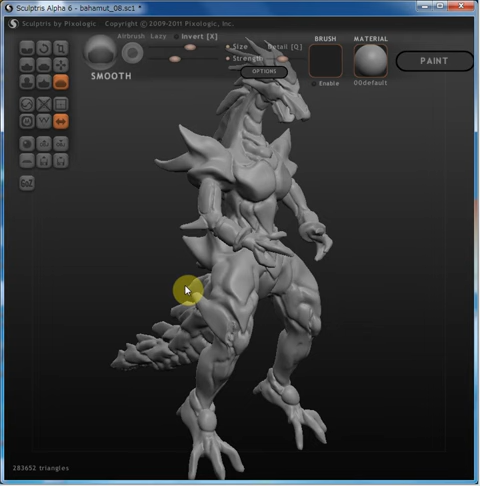 Sculptris Alpha 6 - bahamut_08.sc1 *
Sculptris by Pixologic   Copyright © 2009-2011 Pixologic, Inc.
Airbrush  Lazy  Invert [X]
Size  Detail [Q]
Strength
SMOOTH
OPTIONS
BRUSH
Enable
MATERIAL
00default
PAINT
GoZ
283652 triangles